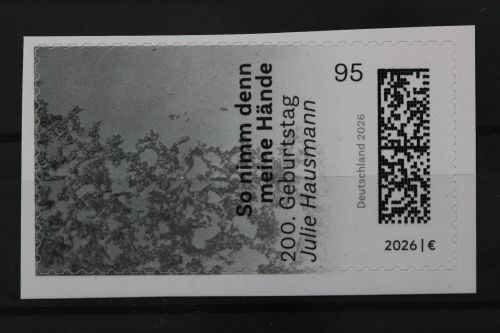 So nimm denn
meine Hände
200. Geburtstag
Julie Hausmann
95
Deutschland 2026
2026 | €